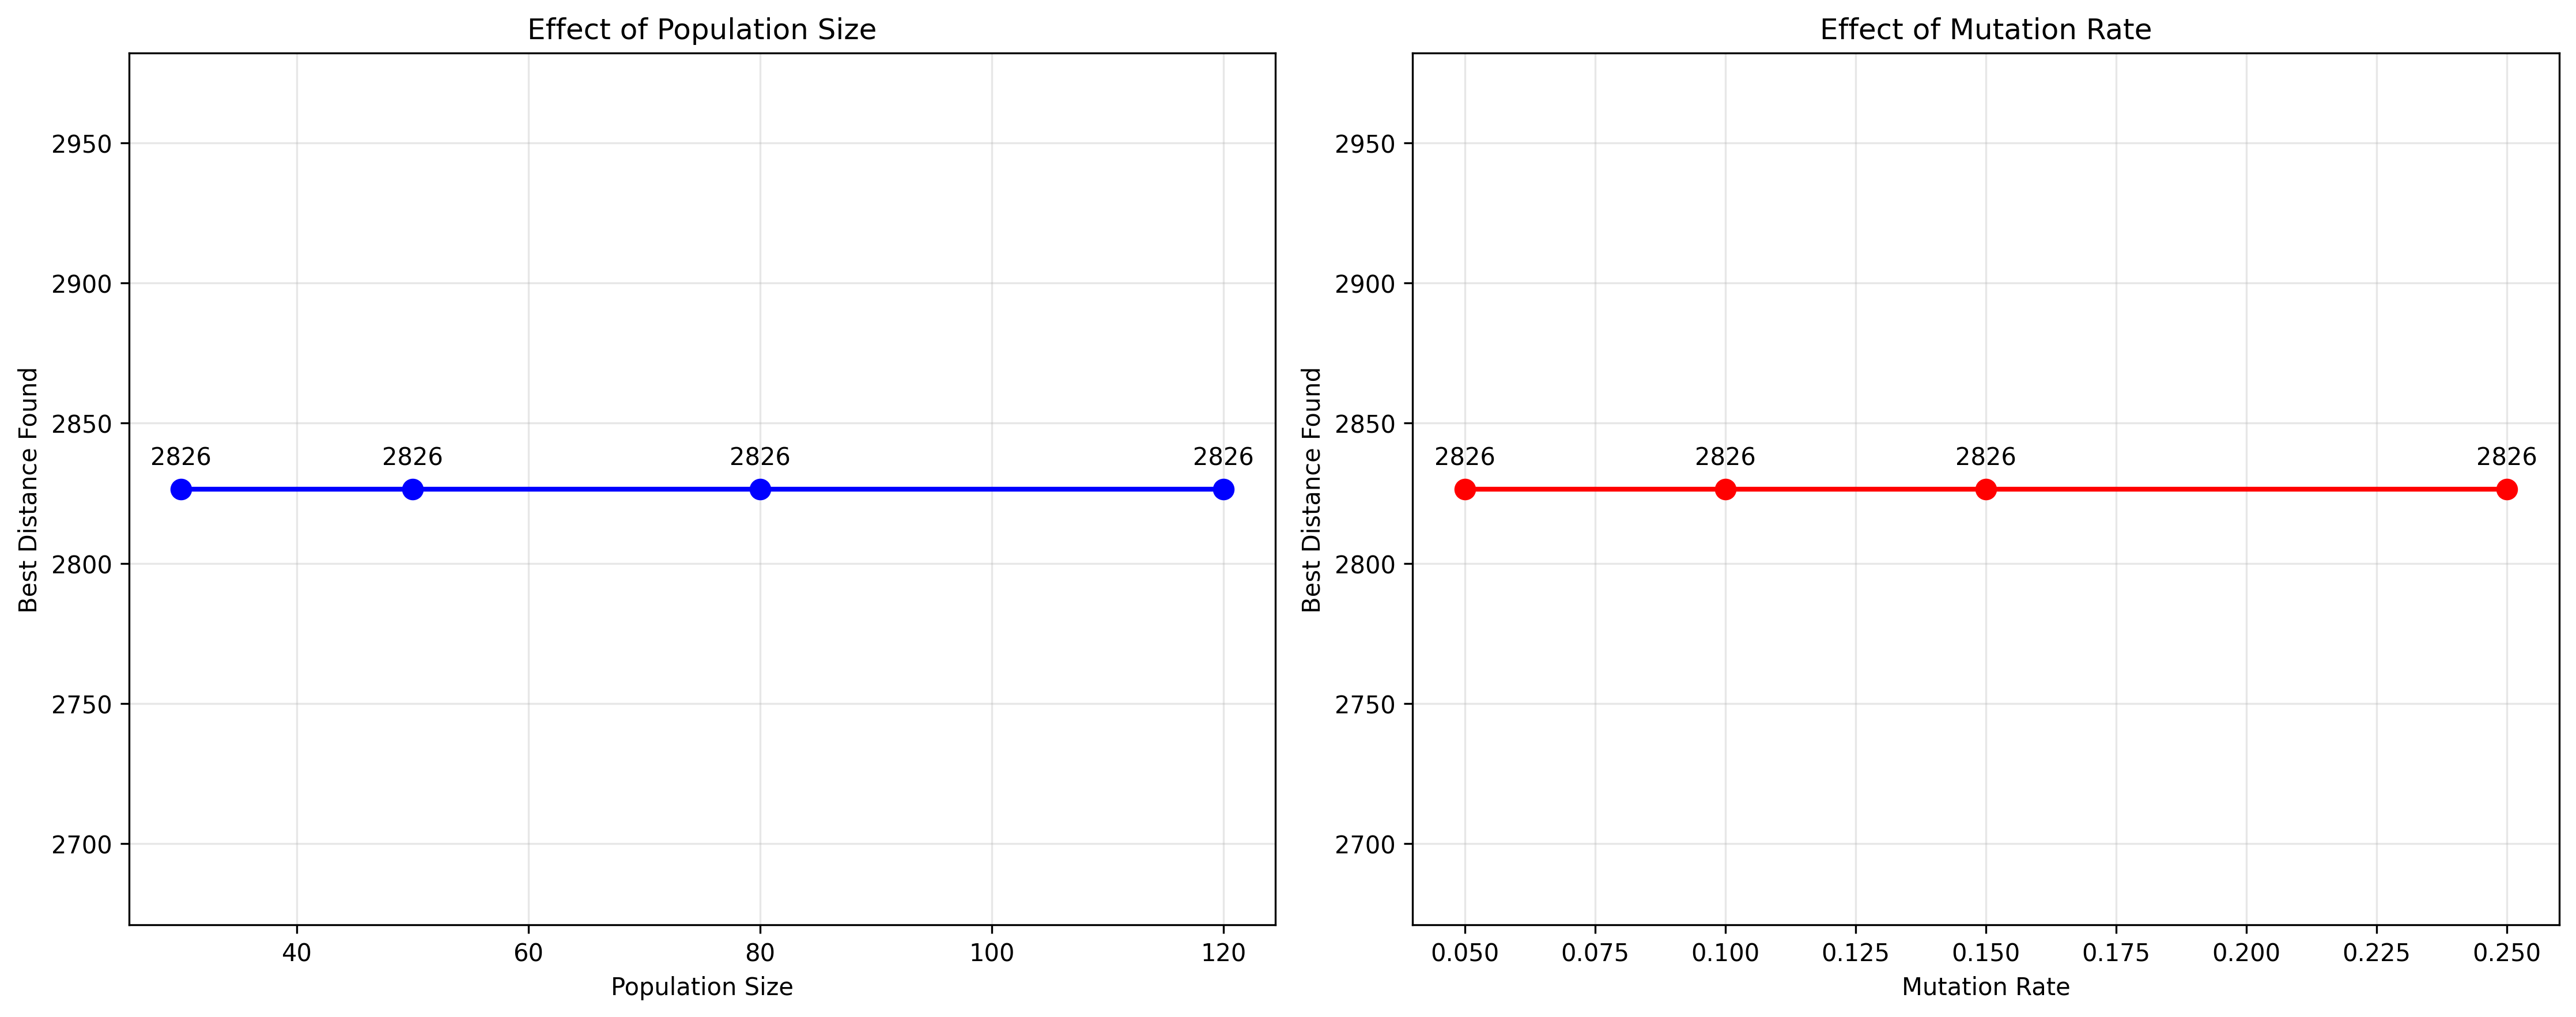 Effect of Population Size
Best Distance Found
2950
2900
2850
2800
2750
2700
2826 2826 2826 2826
40 60 80 100 120
Population Size
Effect of Mutation Rate
Best Distance Found
2950
2900
2850
2800
2750
2700
2826 2826 2826 2826
0.050 0.075 0.100 0.125 0.150 0.175 0.200 0.225 0.250
Mutation Rate